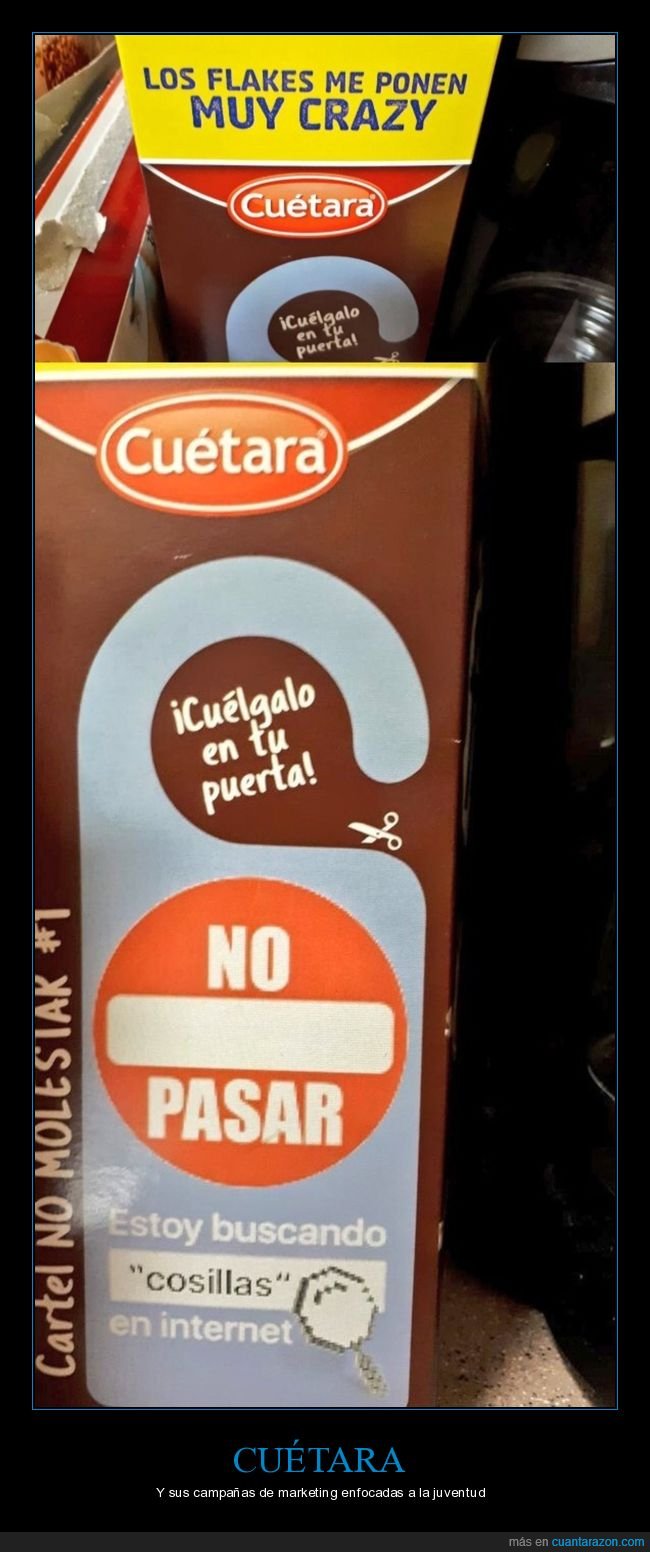 LOS FLAKES ME PONEN
MUY CRAZY
Cuétara
¡Cuélgalo
en tu
puerta!
Cuétara
¡Cuélgalo
en tu
puerta!
NO
PASAR
Cartel NO MOLESTAR #1
Estoy buscando
"cosillas"
en internet
CUÉTARA
Y sus campañas de marketing enfocadas a la juventud
más en cuantarazon.com